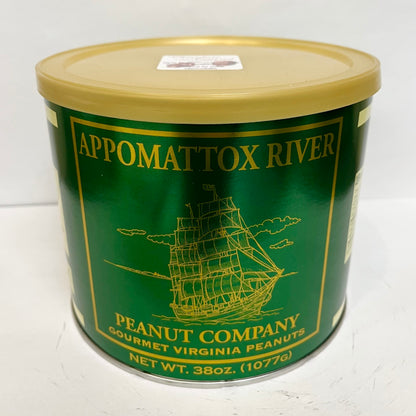 APPOMATTOX RIVER
PEANUT COMPANY
GOURMET VIRGINIA PEANUTS
NET WT. 38oz. (1077G)